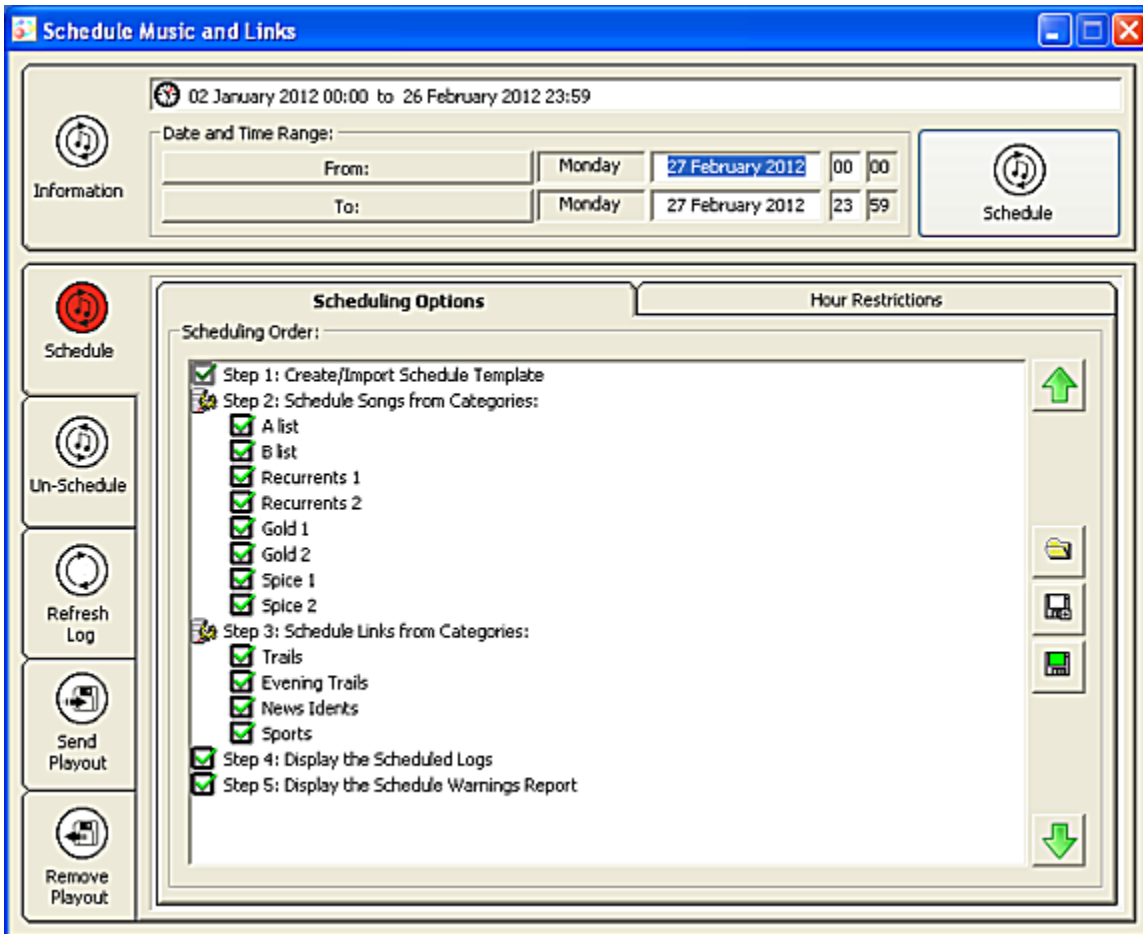 Schedule Music and Links
02 January 2012 00:00 to 26 February 2012 23:59
Information
Date and Time Range:
From: Monday 27 February 2012 00 00
To: Monday 27 February 2012 23 59
Schedule
Schedule
Un-Schedule
Refresh
Log
Send
Playout
Remove
Playout
Scheduling Options
Hour Restrictions
Scheduling Order:
Step 1: Create/Import Schedule Template
Step 2: Schedule Songs from Categories:
A list
B list
Recurrents 1
Recurrents 2
Gold 1
Gold 2
Spice 1
Spice 2
Step 3: Schedule Links from Categories:
Trails
Evening Trails
News Idents
Sports
Step 4: Display the Scheduled Logs
Step 5: Display the Schedule Warnings Report